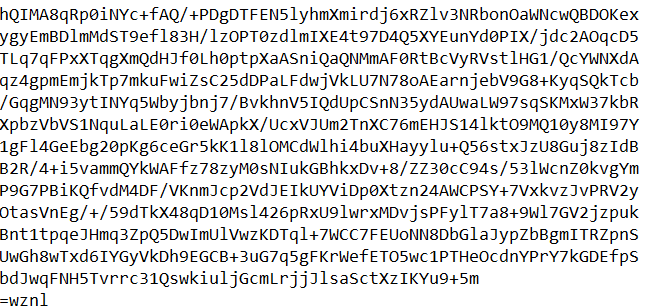 hQIMA8qRp0iNYc+fAQ/+PDgDTFEN5lyhmXmirdj6xRZlv3NRbonOaWNcwQBDOKex
ygyEmBDlmMdST9efl83H/lzOPT0zdlmIXE4t97D4Q5XYEunYd0PIX/jdc2AOqcD5
TLq7qFPxXTqgXmQdHJf0Lh0ptpXaASniQaQNMmAF0RtBcVyRVstlHG1/QcYWNXdA
qz4gpmEmjkTp7mkuFwiZsC25dDPaLFdwjVkLU7N78oAEarnjebV9G8+KyqSQkTcb
/GqgMN93ytINYq5Wbyjbnj7/BvkhnV5IQdUpCSnN35ydAUwaLW97sqSKMxW37kbR
XpbzVbVS1NquLaLE0ri0eWApkX/UcxVJUm2TnXC76mEHJS14lktO9MQ10y8MI97Y
1gFl4GeEbg20pKg6ceGr5kK1l8lOMCdWlhi4buXHayylu+Q56stxJzU8Guj8zIdB
B2R/4+i5vammQYkWAFfz78zyM0sNIukGBhkxDv+8/ZZ30cC94s/53lWcnZ0kvgYm
P9G7PBiKQfvdM4DF/VKnmJcp2VdJEIkUYViDp0Xtzn24AWCPSY+7VxkvzJvPRV2y
OtasVnEg/+/59dTkX48qD10Msl426pRxU9lwrxMDvjsPFylT7a8+9Wl7GV2jzpuk
Bnt1tpqeJHmq3ZpQ5DwImUlVwzKDTql+7WCC7FEUoNN8DbGlaJypZbBgmITRZpnS
UwGh8wTxd6IYGyVkDh9EGCB+3uG7q5gFKrWefETO5wc1PTHeOcdnYPrY7kGDEfpS
bdJwqFNH5Tvrrc31QswkiuljGcmLrjjJlsaSctXzIKYu9+5m
=wznl